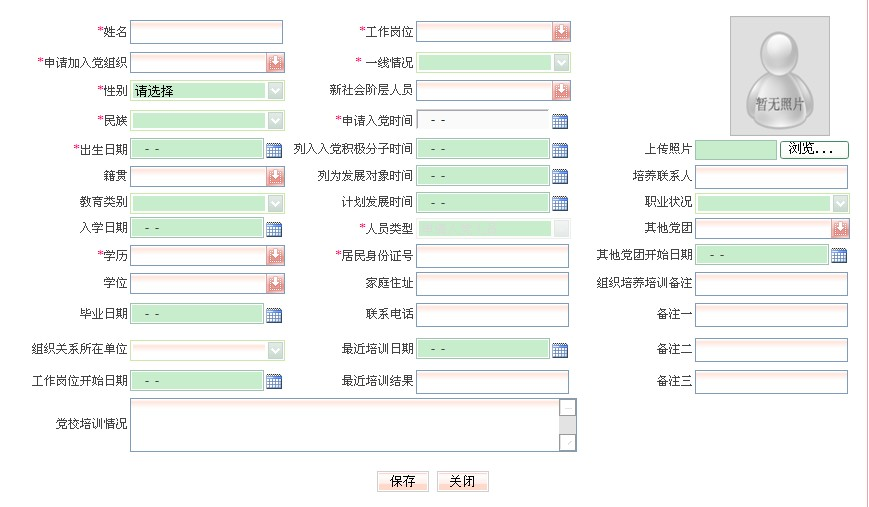 *姓名 *工作岗位
*申请加入党组织 * 一线情况
*性别 请选择 新社会阶层人员
暂无照片
*民族 *申请入党时间 - -
*出生日期 - - 列入入党积极分子时间 - - 上传照片 浏览...
籍贯 列为发展对象时间 - - 培养联系人
教育类别 计划发展时间 - - 职业状况
入学日期 - - *人员类型 其他党团
*学历 *居民身份证号 其他党团开始日期 - -
学位 家庭住址 组织培养培训备注
毕业日期 - - 联系电话 备注一
组织关系所在单位 最近培训日期 - - 备注二
工作岗位开始日期 - - 最近培训结果 备注三
党校培训情况
保存 关闭